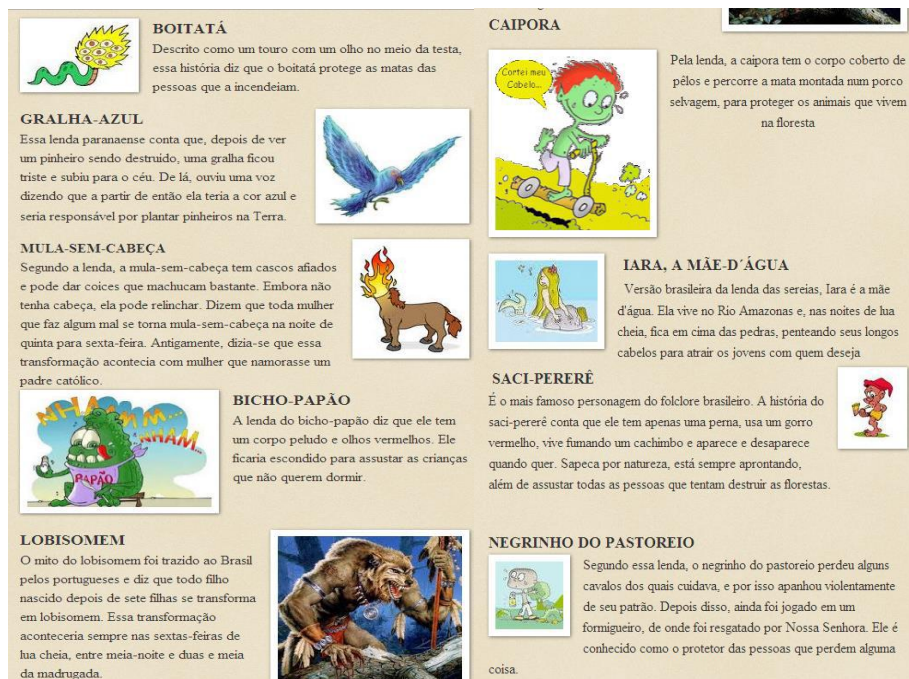 BOITATÁ
Descrito como um touro com um olho no meio da testa,
essa história diz que o boitatá protege as matas das
pessoas que a incendeiam.
GRALHA-AZUL
Essa lenda paranaense conta que, depois de ver
um pinheiro sendo destruido, uma gralha ficou
triste e subiu para o céu. De lá, ouviu uma voz
dizendo que a partir de então ela teria a cor azul e
seria responsável por plantar pinheiros na Terra.
MULA-SEM-CABEÇA
Segundo a lenda, a mula-sem-cabeça tem cascos afiados
e pode dar coices que machucam bastante. Embora não
tenha cabeça, ela pode relinchar. Dizem que toda mulher
que faz algum mal se torna mula-sem-cabeça na noite de
quinta para sexta-feira. Antigamente, dizia-se que essa
transformação acontecia com mulher que namorasse um
padre católico.
NHAMM...
NHAM...
PAPÃO
BICHO-PAPÃO
A lenda do bicho-papão diz que ele tem
um corpo peludo e olhos vermelhos. Ele
ficaria escondido para assustar as crianças
que não querem dormir.
LOBISOMEM
O mito do lobisomem foi trazido ao Brasil
pelos portugueses e diz que todo filho
nascido depois de sete filhas se transforma
em lobisomem. Essa transformação
aconteceria sempre nas sextas-feiras de
lua cheia, entre meia-noite e duas e meia
da madrugada.
CAIPORA
Cortei meu
Cabelo...
Pela lenda, a caipora tem o corpo coberto de
pêlos e percorre a mata montada num porco
selvagem, para proteger os animais que vivem
na floresta
IARA, A MÃE-D´ÁGUA
Versão brasileira da lenda das sereias, Iara é a mãe
d'água. Ela vive no Rio Amazonas e, nas noites de lua
cheia, fica em cima das pedras, penteando seus longos
cabelos para atrair os jovens com quem deseja
SACI-PERERÊ
É o mais famoso personagem do folclore brasileiro. A história do
saci-pererê conta que ele tem apenas uma perna, usa um gorro
vermelho, vive fumando um cachimbo e aparece e desaparece
quando quer. Sapeca por natureza, está sempre aprontando,
além de assustar todas as pessoas que tentam destruir as florestas.
NEGRINHO DO PASTOREIO
Segundo essa lenda, o negrinho do pastoreio perdeu alguns
cavalos dos quais cuidava, e por isso apanhou violentamente
de seu patrão. Depois disso, ainda foi jogado em um
formigueiro, de onde foi resgatado por Nossa Senhora. Ele é
conhecido como o protetor das pessoas que perdem alguma
coisa.